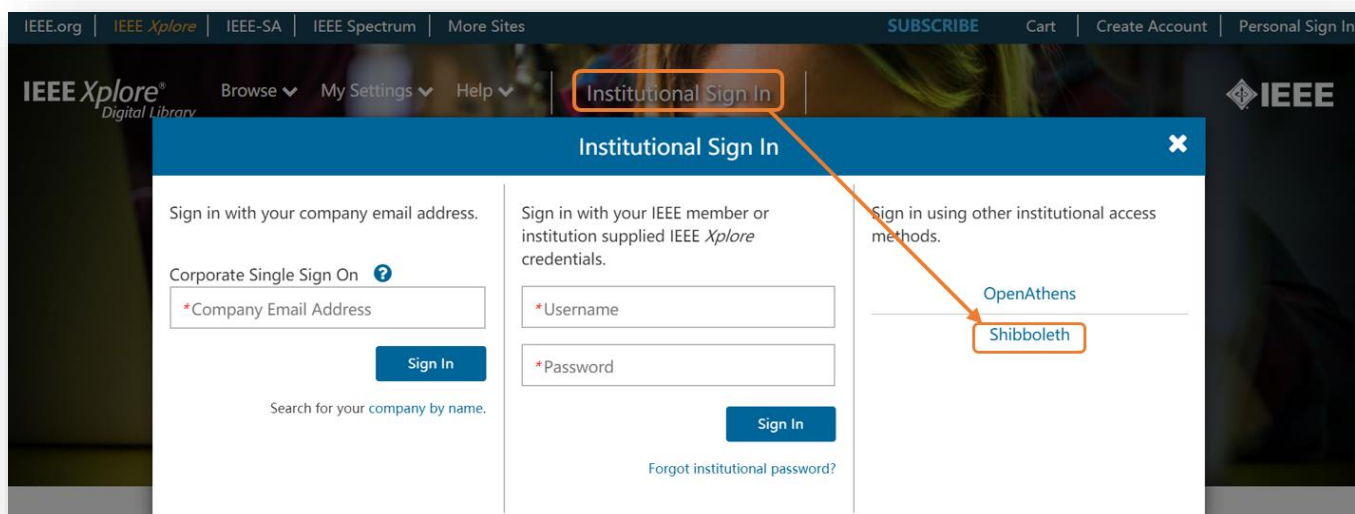 IEEE.org | IEEE Xplore | IEEE-SA | IEEE Spectrum | More Sites
SUBSCRIBE Cart | Create Account | Personal Sign In
IEEE Xplore®
Digital Library
Browse My Settings Help
Institutional Sign In
IEEE
Institutional Sign In
Sign in with your company email address.
Corporate Single Sign On ?
*Company Email Address
Sign In
Search for your company by name.
Sign in with your IEEE member or
institution supplied IEEE Xplore
credentials.
*Username
*Password
Sign In
Forgot institutional password?
Sign in using other institutional access
methods.
OpenAthens
Shibboleth